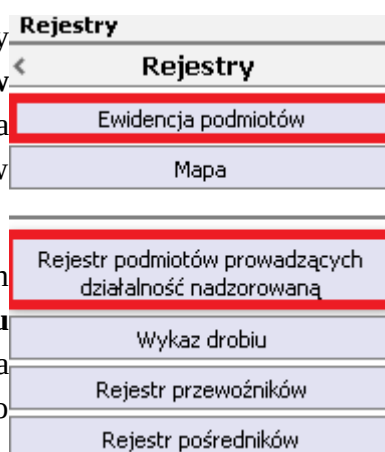 Rejestry
Rejestry
Ewidencja podmiotów
Mapa
Rejestr podmiotów prowadzących
działalność nadzorowaną
Wykaz drobiu
Rejestr przewoźników
Rejestr pośredników